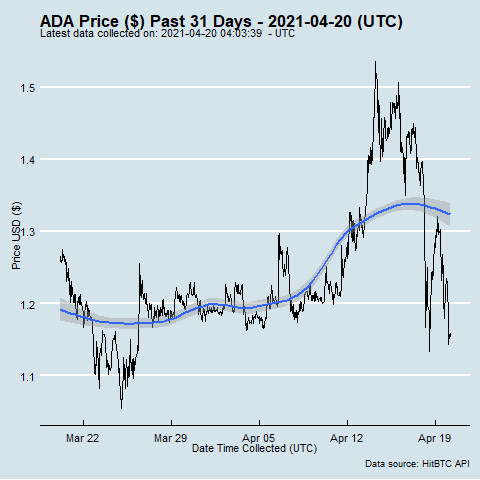 ADA Price ($) Past 31 Days - 2021-04-20 (UTC)
Latest data collected on: 2021-04-20 04:03:39 - UTC
Price USD ($)
1.5
1.4
1.3
1.2
1.1
Mar 22 Mar 29 Apr 05 Apr 12 Apr 19
Date Time Collected (UTC)
Data source: HitBTC API